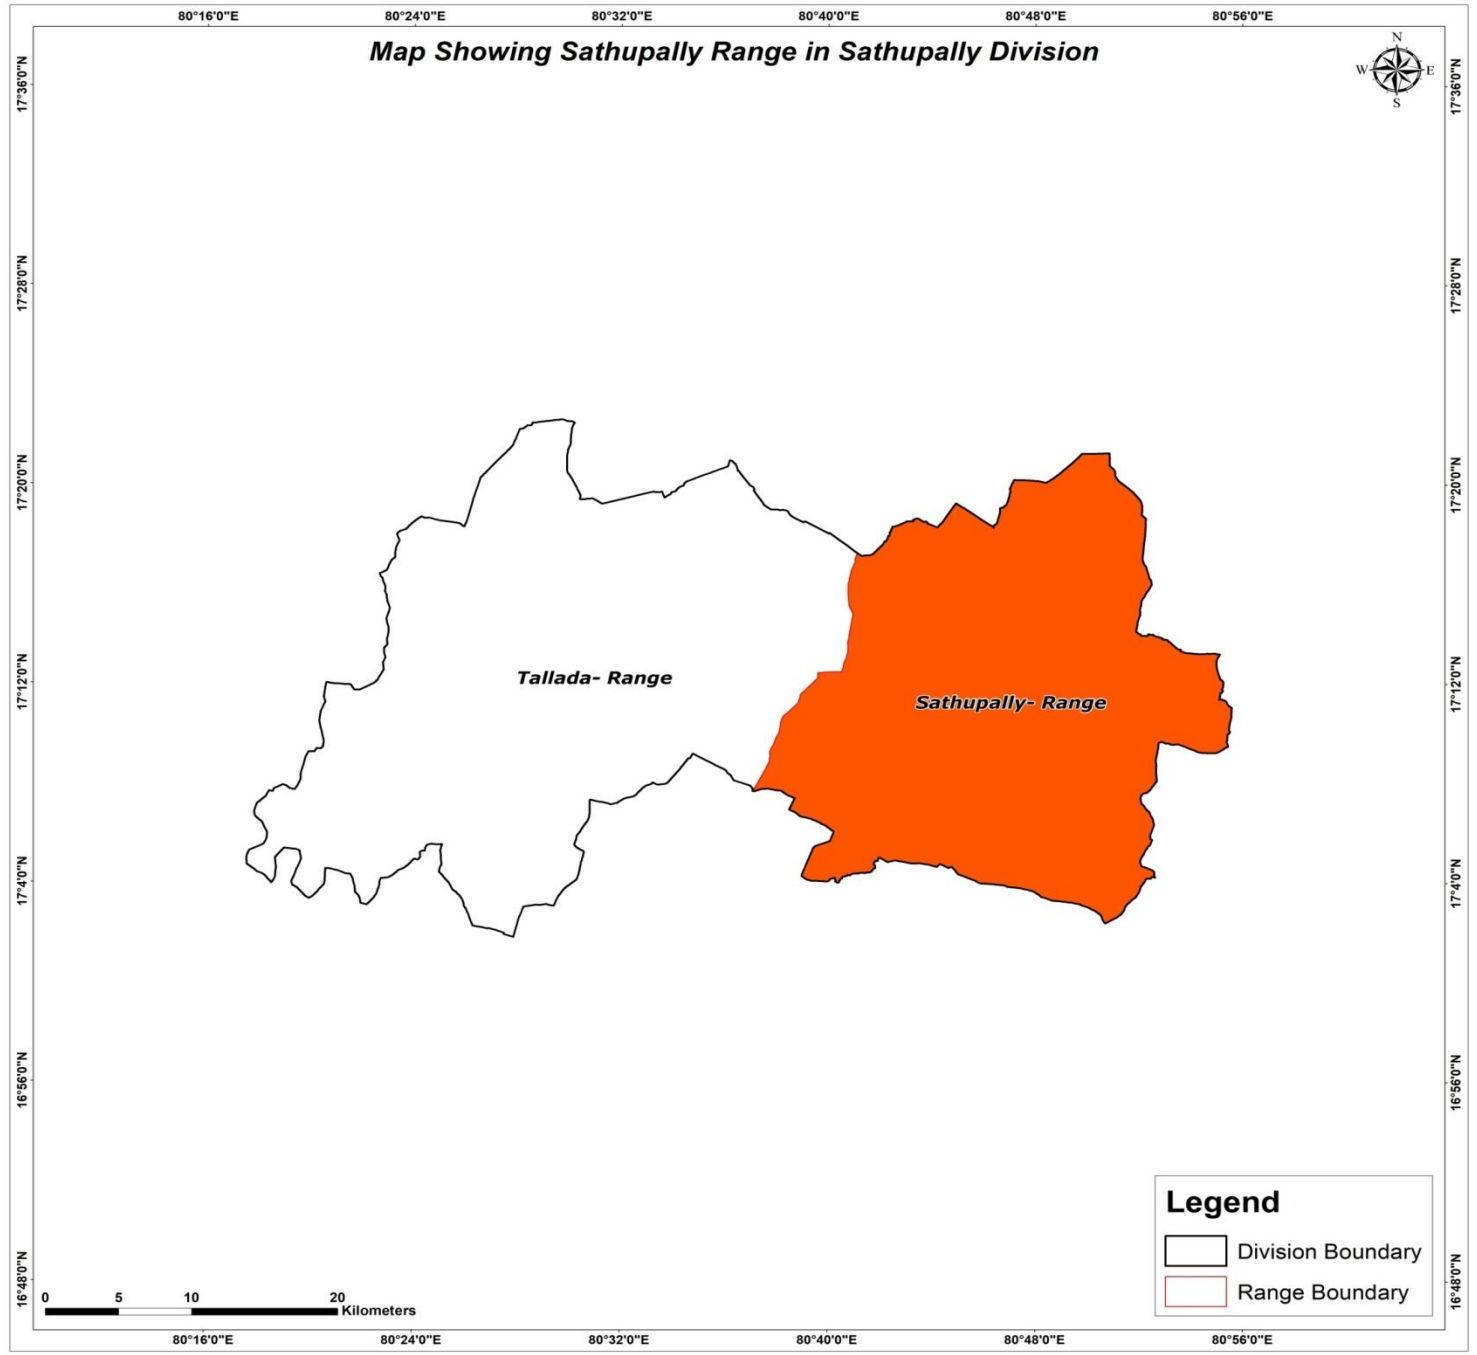 80°16'0"E 80°24'0"E 80°32'0"E 80°40'0"E 80°48'0"E 80°56'0"E
Map Showing Sathupally Range in Sathupally Division
N
W E
S
17°36'0"N 17°36'0"N
17°28'0"N 17°28'0"N
17°20'0"N 17°20'0"N
17°12'0"N 17°12'0"N
Tallada- Range
Sathupally- Range
17°4'0"N 17°4'0"N
16°56'0"N 16°56'0"N
Legend
Division Boundary
Range Boundary
16°48'0"N 16°48'0"N
0 5 10 20
Kilometers
80°16'0"E 80°24'0"E 80°32'0"E 80°40'0"E 80°48'0"E 80°56'0"E